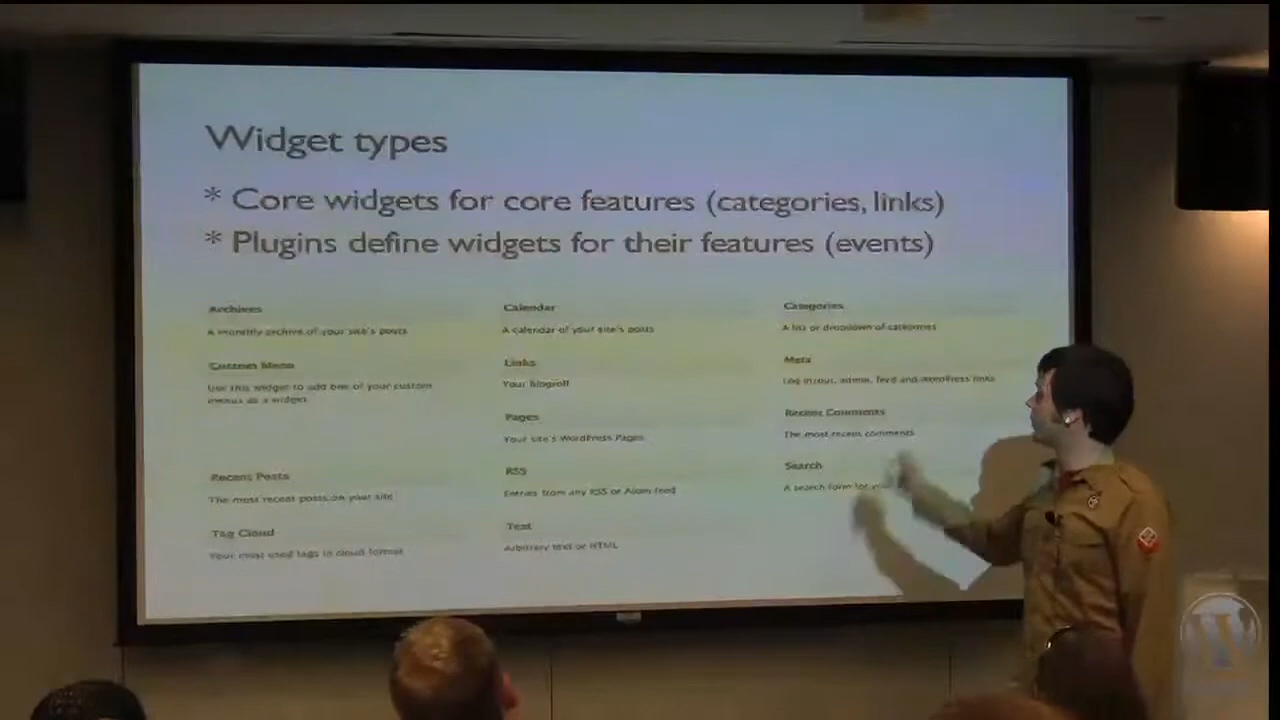 Widget types
* Core widgets for core features (categories, links)
* Plugins define widgets for their features (events)
Archives
A monthly archive of your site's posts
Custom Menu
Use this widget to add one of your custom
menus as a widget.
Recent Posts
The most recent posts on your site
Tag Cloud
Your most used tags in cloud format
Calendar
A calendar of your site's posts
Links
Your blogroll
Pages
Your site's WordPress Pages
RSS
Entries from any RSS or Atom feed
Text
Arbitrary text or HTML
Categories
A list or dropdown of categories
Meta
Log in/out, admin, feed and WordPress links
Recent Comments
The most recent comments
Search
A search form for
W